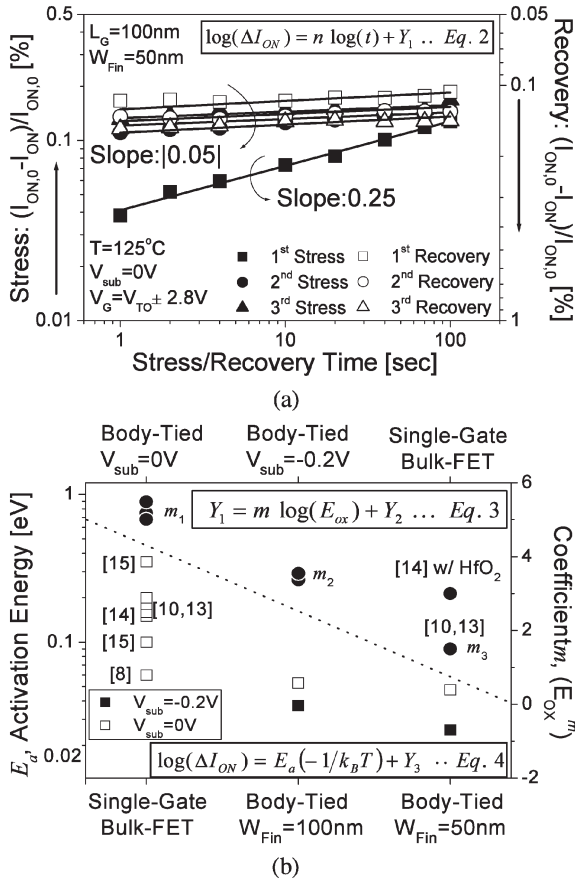 L_G=100nm
W_Fin=50nm
log(ΔI_ON) = n log(t) + Y_1 .. Eq. 2
Slope:|0.05|
Slope:0.25
T=125°C
V_sub=0V
V_G=V_TO± 2.8V
1st Stress
1st Recovery
2nd Stress
2nd Recovery
3rd Stress
3rd Recovery
0.5
0.1
0.01
Stress: (I_ON,0-I_ON)/I_ON,0 [%]
0.05
0.1
1
Recovery: (I_ON,0-I_ON)/I_ON,0 [%]
1
10
100
Stress/Recovery Time [sec]
(a)
Body-Tied
V_sub=0V
Body-Tied
V_sub=-0.2V
Single-Gate
Bulk-FET
Y_1 = m log(E_ox) + Y_2 ... Eq. 3
m_1
m_2
m_3
[15]
[14]
[10,13]
[15]
[8]
[14] w/ HfO_2
[10,13]
V_sub=-0.2V
V_sub=0V
log(ΔI_ON) = E_a(-1/k_BT) + Y_3 .. Eq. 4
1
0.1
0.02
E_a, Activation Energy [eV]
6
4
2
0
-2
Coefficient m, (E_OX^m)
Single-Gate
Bulk-FET
Body-Tied
W_Fin=100nm
Body-Tied
W_Fin=50nm
(b)